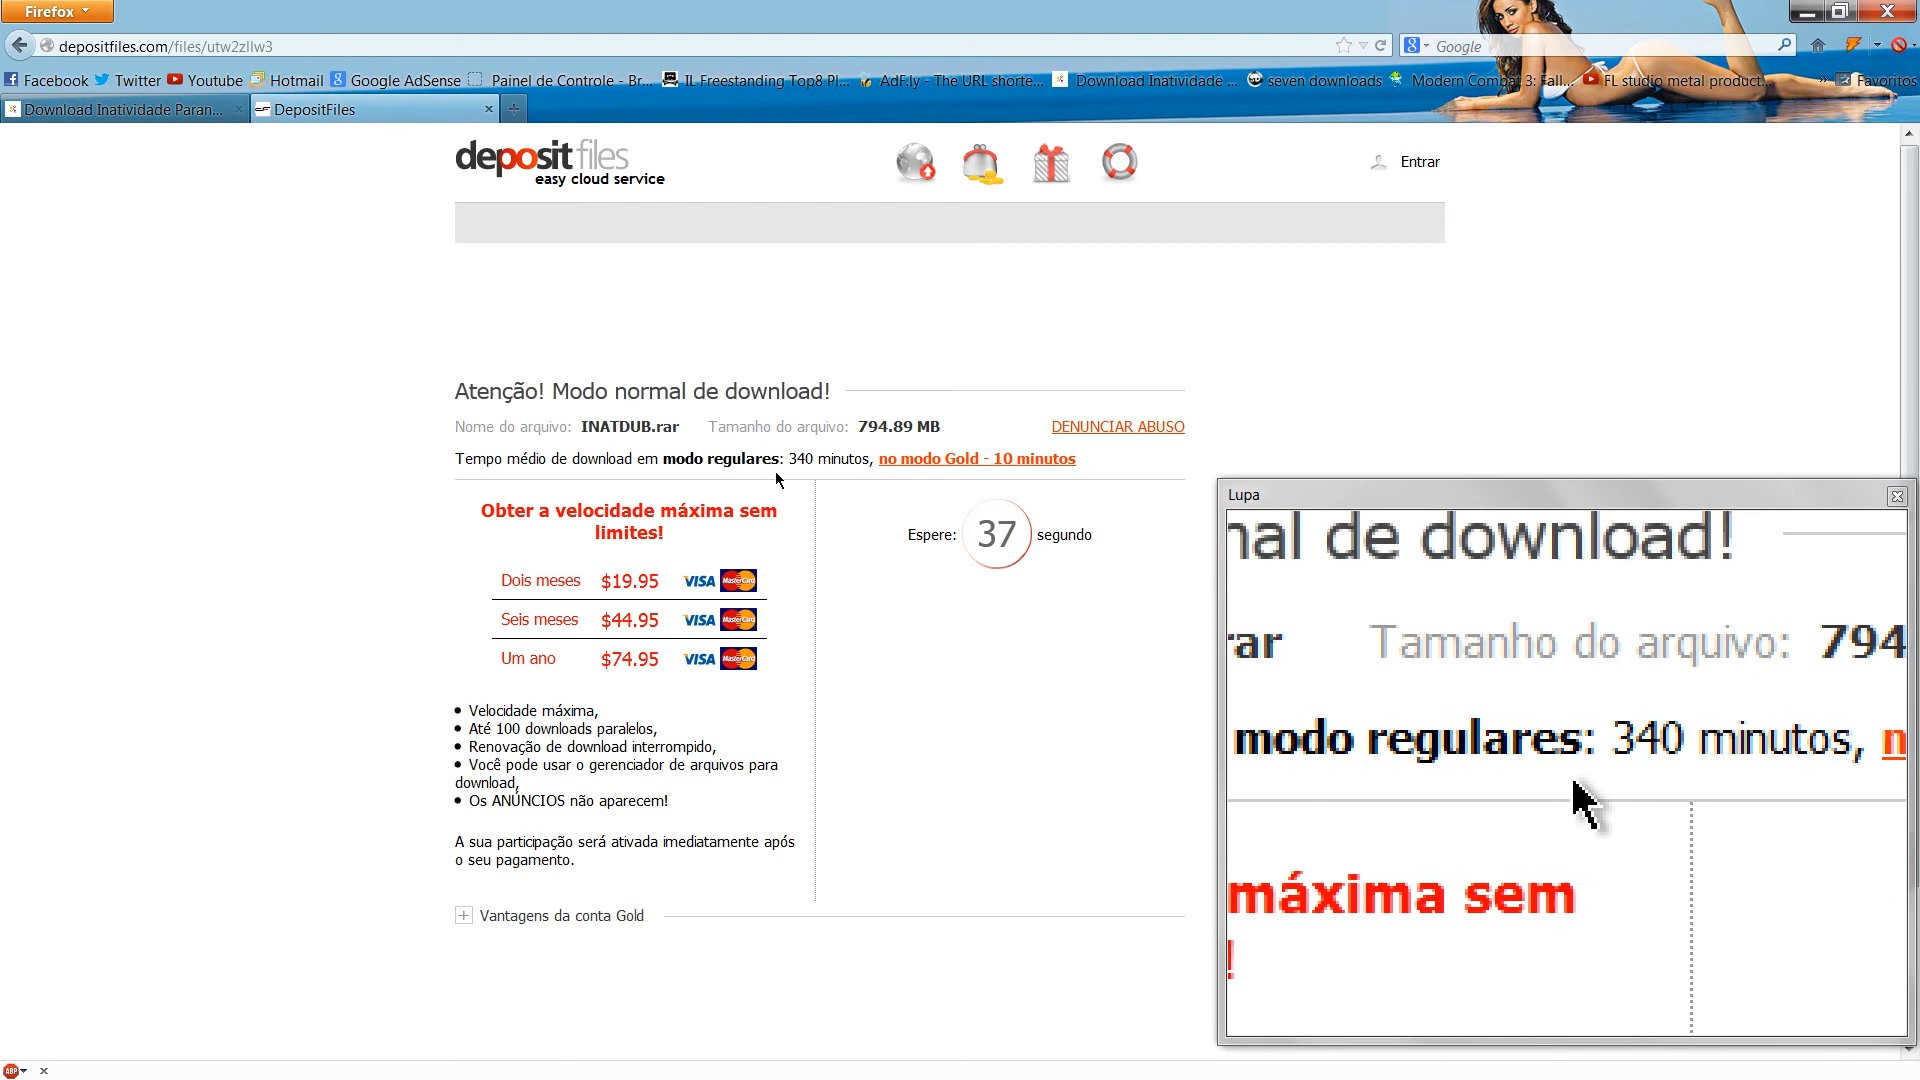 Firefox
depositfiles.com/files/utw2zllw3
Google
Facebook Twitter Youtube Hotmail Google AdSense Painel de Controle - Br... IL Freestanding Top8 Pl... AdF.ly - The URL shorte... Download Inatividade ... seven downloads Modern Combat 3: Fall... FL studio metal product... » Favoritos
Download Inatividade Paran... DepositFiles
depositfiles
easy cloud service
Entrar
Atenção! Modo normal de download!
Nome do arquivo: INATDUB.rar Tamanho do arquivo: 794.89 MB DENUNCIAR ABUSO
Tempo médio de download em modo regulares: 340 minutos, no modo Gold - 10 minutos
Obter a velocidade máxima sem
limites!
Dois meses $19.95 VISA MasterCard
Seis meses $44.95 VISA MasterCard
Um ano $74.95 VISA MasterCard
• Velocidade máxima,
• Até 100 downloads paralelos,
• Renovação de download interrompido,
• Você pode usar o gerenciador de arquivos para
download,
• Os ANÚNCIOS não aparecem!
A sua participação será ativada imediatamente após
o seu pagamento.
Vantagens da conta Gold
Espere: 37 segundo
Lupa
nal de download!
rar Tamanho do arquivo: 794
modo regulares: 340 minutos, n
máxima sem
!
ABP